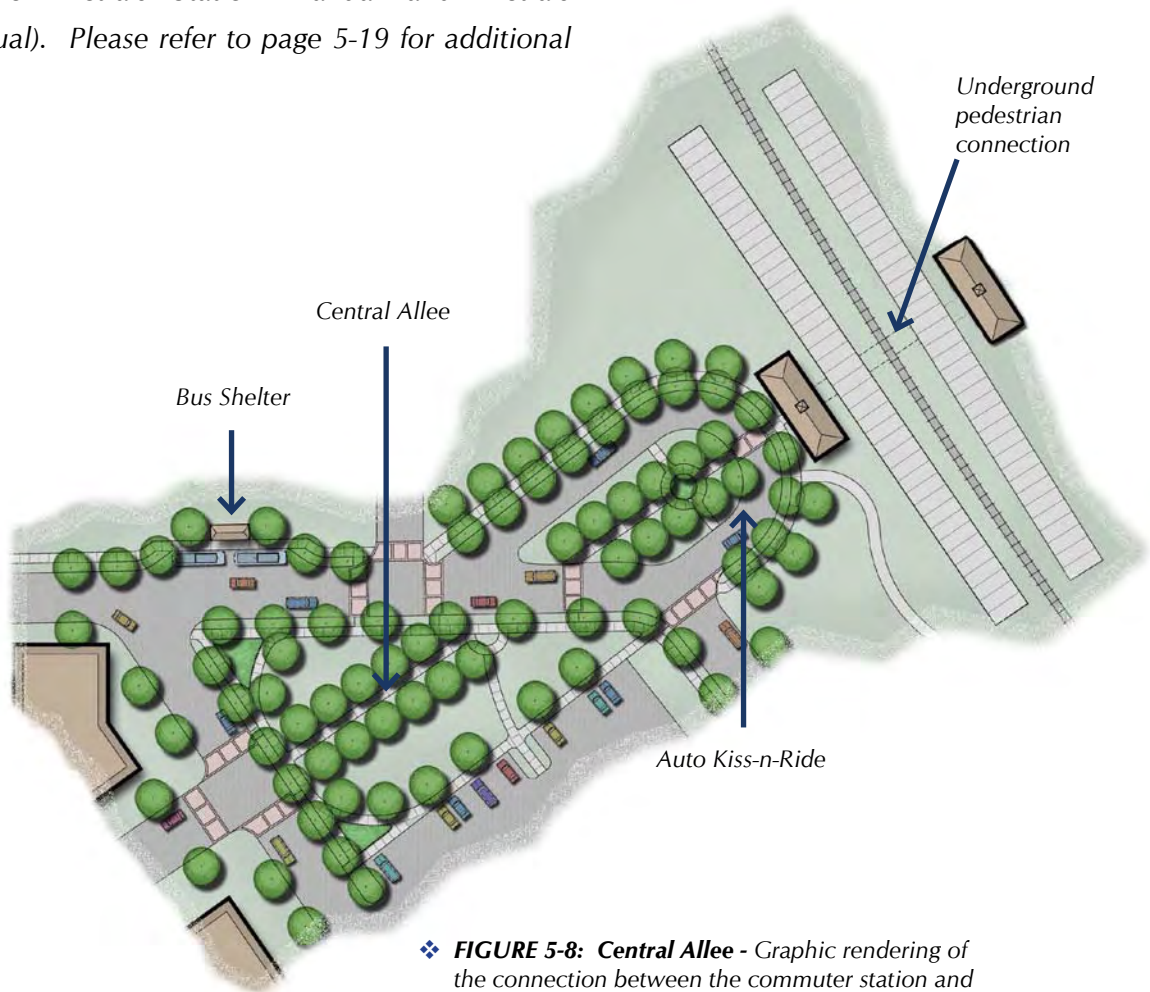 ual). Please refer to page 5-19 for additional
Underground
pedestrian
connection
Central Allee
Bus Shelter
Auto Kiss-n-Ride
❖ FIGURE 5-8: Central Allee - Graphic rendering of
the connection between the commuter station and